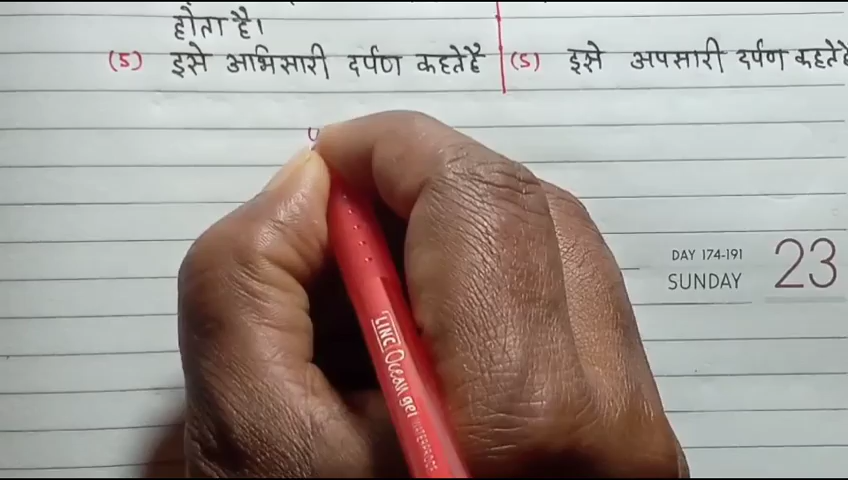 होता है।
(5) इसे अभिसारी दर्पण कहतेहै (5) इसे अपसारी दर्पण कहतेहै
DAY 174-191
SUNDAY 23
LINC Ocean gel WATERPROOF